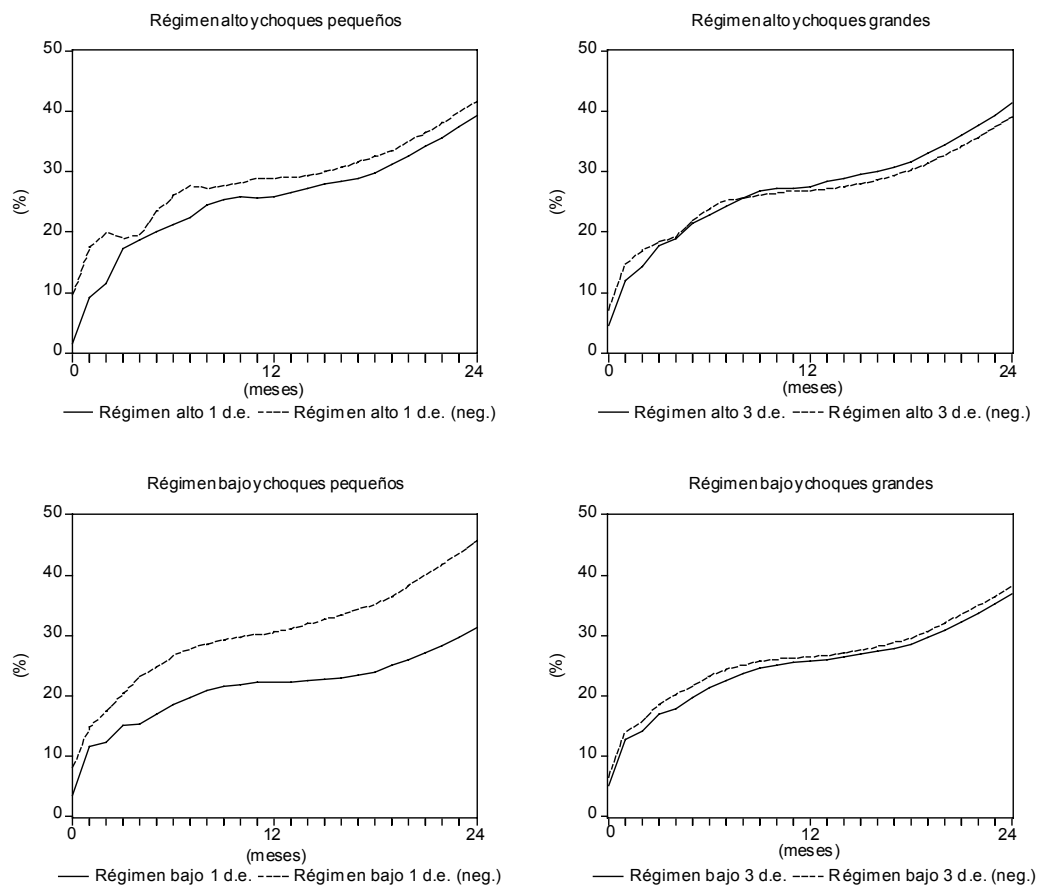 Régimen alto y choques pequeños
50
40
30
20
10
0
(%)
0
12
24
(meses)
Régimen alto 1 d.e.
Régimen alto 1 d.e. (neg.)
Régimen alto y choques grandes
50
40
30
20
10
0
(%)
0
12
24
(meses)
Régimen alto 3 d.e.
Régimen alto 3 d.e. (neg.)
Régimen bajo y choques pequeños
50
40
30
20
10
0
(%)
0
12
24
(meses)
Régimen bajo 1 d.e.
Régimen bajo 1 d.e. (neg.)
Régimen bajo y choques grandes
50
40
30
20
10
0
(%)
0
12
24
(meses)
Régimen bajo 3 d.e.
Régimen bajo 3 d.e. (neg.)